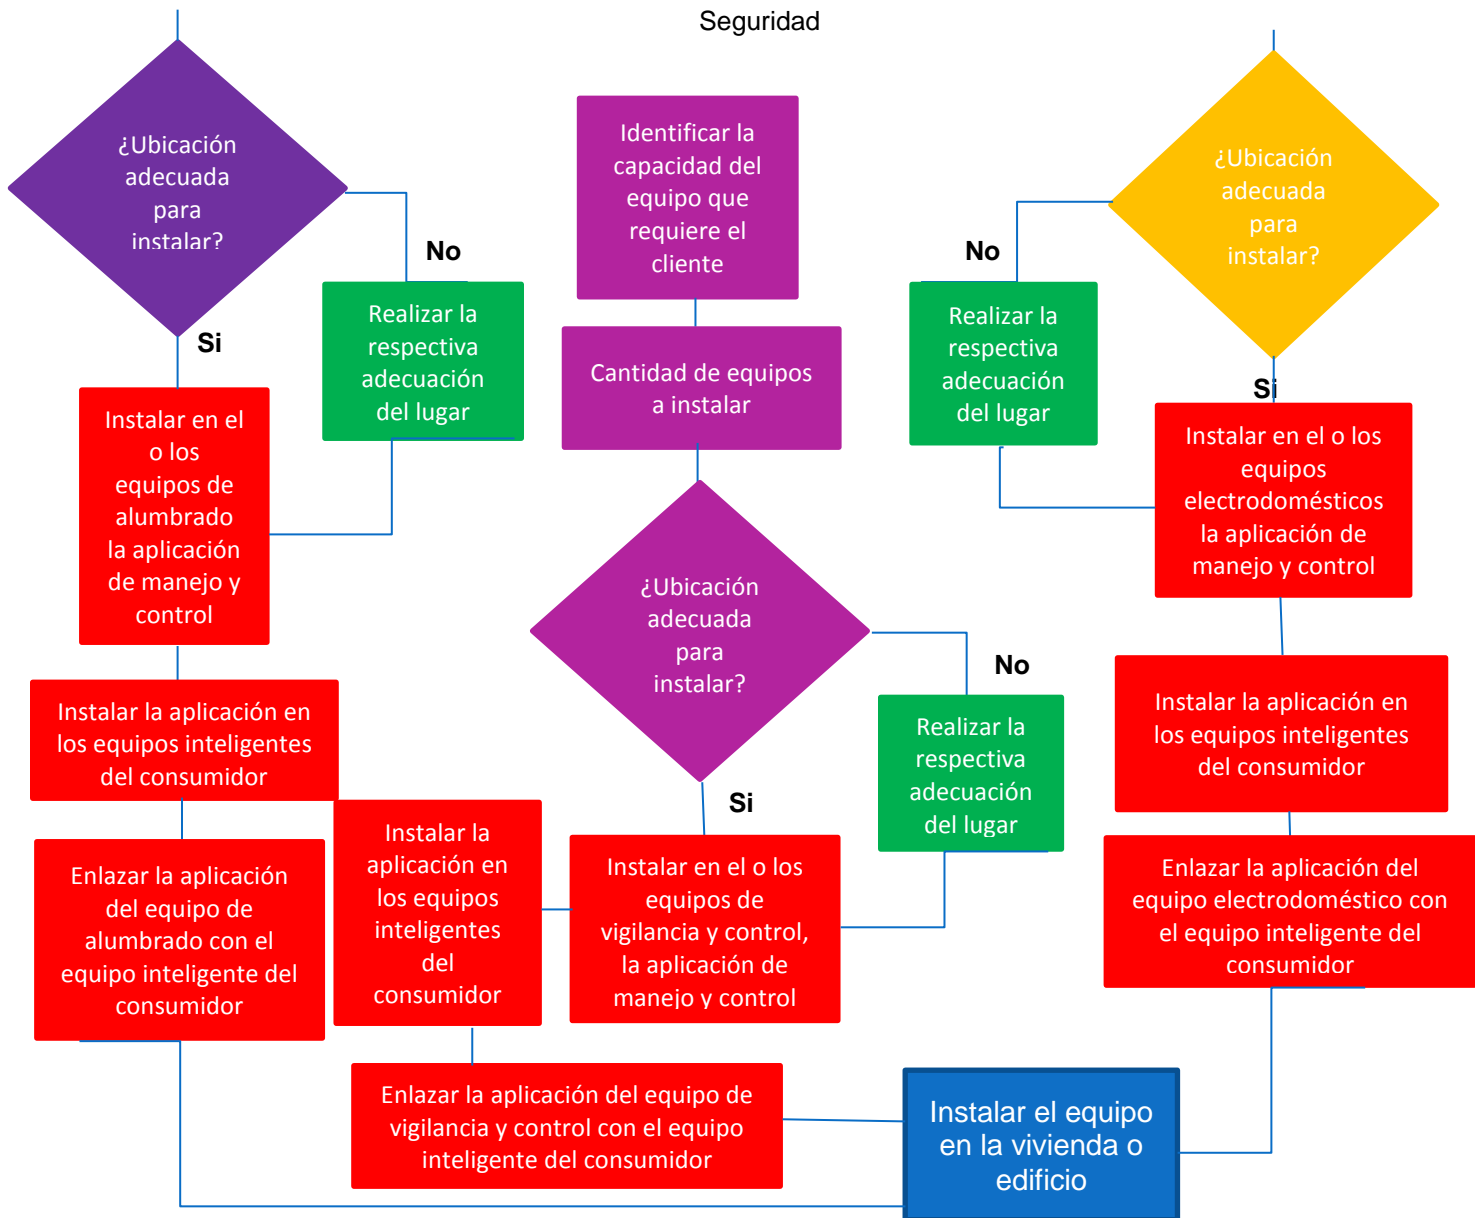 Seguridad
¿Ubicación
adecuada
para
instalar?
No
Si
Realizar la
respectiva
adecuación
del lugar
Instalar en el
o los
equipos de
alumbrado
la aplicación
de manejo y
control
Instalar la aplicación en
los equipos inteligentes
del consumidor
Enlazar la aplicación
del equipo de
alumbrado con el
equipo inteligente del
consumidor
Identificar la
capacidad del
equipo que
requiere el
cliente
Cantidad de equipos
a instalar
¿Ubicación
adecuada
para
instalar?
No
Si
Realizar la
respectiva
adecuación
del lugar
Instalar en el o los
equipos de
vigilancia y control,
la aplicación de
manejo y control
Instalar la
aplicación en
los equipos
inteligentes
del
consumidor
Enlazar la aplicación del equipo de
vigilancia y control con el equipo
inteligente del consumidor
¿Ubicación
adecuada
para
instalar?
No
Si
Realizar la
respectiva
adecuación
del lugar
Instalar en el o los
equipos
electrodomésticos
la aplicación de
manejo y control
Instalar la aplicación en
los equipos inteligentes
del consumidor
Enlazar la aplicación del
equipo electrodoméstico con
el equipo inteligente del
consumidor
Instalar el equipo
en la vivienda o
edificio